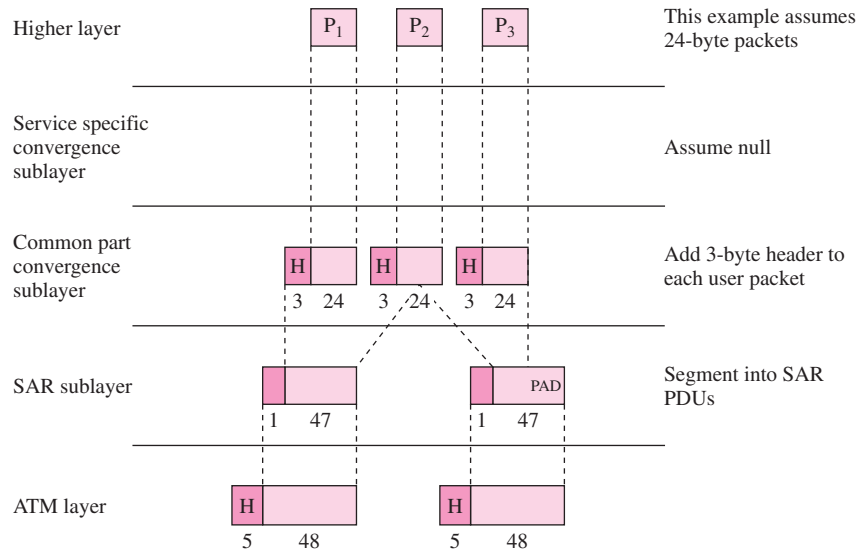 Higher layer
P1
P2
P3
This example assumes
24-byte packets
Service specific
convergence
sublayer
Assume null
Common part
convergence
sublayer
H
H
H
3 24
3 24
3 24
Add 3-byte header to
each user packet
SAR sublayer
PAD
1 47
1 47
Segment into SAR
PDUs
ATM layer
H
H
5 48
5 48